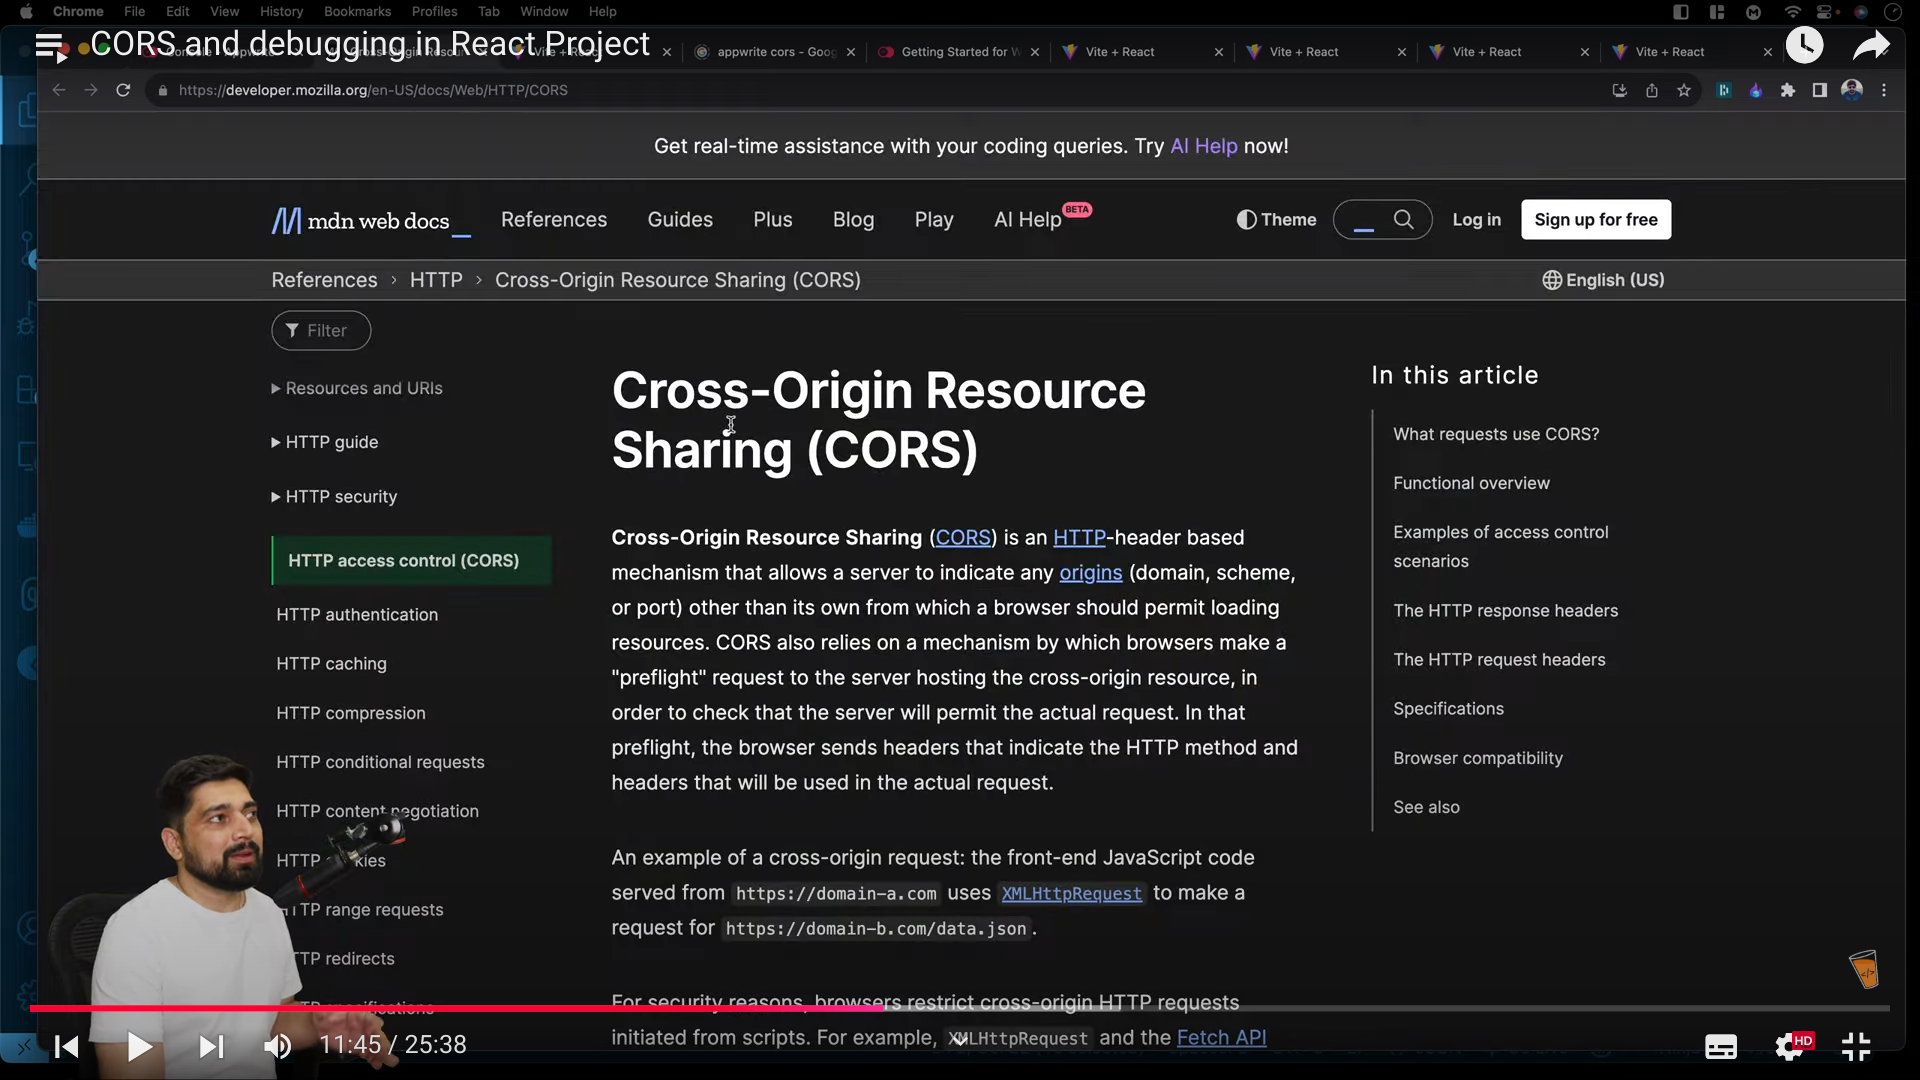 Chrome File Edit View History Bookmarks Profiles Tab Window Help
CORS and debugging in React Project
appwrite cors - Goog
Getting Started for W
Vite + React
Vite + React
Vite + React
Vite + React
https://developer.mozilla.org/en-US/docs/Web/HTTP/CORS
Get real-time assistance with your coding queries. Try AI Help now!
mdn web docs_
References Guides Plus Blog Play AI Help BETA
Theme
Log in
Sign up for free
References > HTTP > Cross-Origin Resource Sharing (CORS)
English (US)
Filter
Resources and URIs
HTTP guide
HTTP security
HTTP access control (CORS)
HTTP authentication
HTTP caching
HTTP compression
HTTP conditional requests
HTTP content negotiation
HTTP
range requests
redirects
Cross-Origin Resource
Sharing (CORS)
Cross-Origin Resource Sharing (CORS) is an HTTP-header based
mechanism that allows a server to indicate any origins (domain, scheme,
or port) other than its own from which a browser should permit loading
resources. CORS also relies on a mechanism by which browsers make a
"preflight" request to the server hosting the cross-origin resource, in
order to check that the server will permit the actual request. In that
preflight, the browser sends headers that indicate the HTTP method and
headers that will be used in the actual request.
An example of a cross-origin request: the front-end JavaScript code
served from https://domain-a.com uses XMLHttpRequest to make a
request for https://domain-b.com/data.json.
For security reasons, browsers restrict cross-origin HTTP requests
initiated from scripts. For example, XMLHttpRequest and the Fetch API
In this article
What requests use CORS?
Functional overview
Examples of access control
scenarios
The HTTP response headers
The HTTP request headers
Specifications
Browser compatibility
See also
11:45 / 25:38
HD